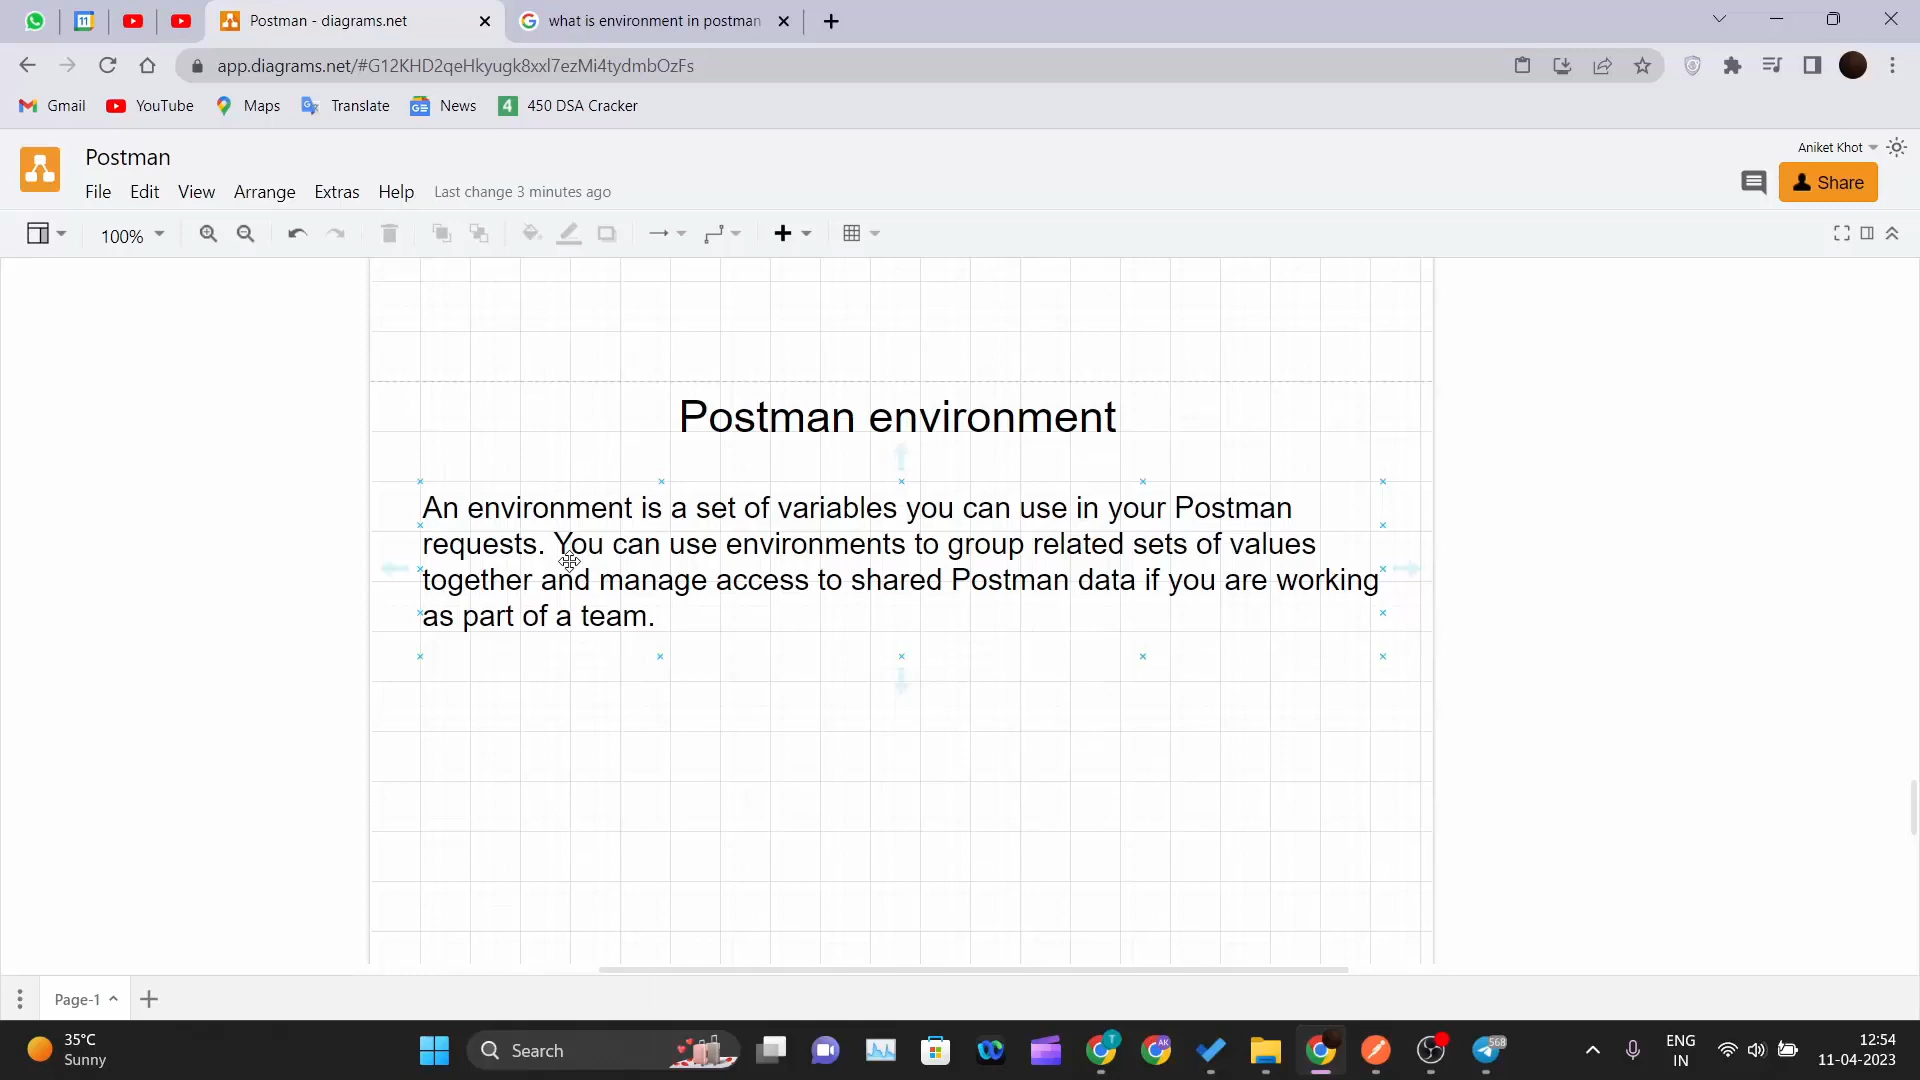 11
Postman - diagrams.net
what is environment in postman
app.diagrams.net/#G12KHD2qeHkyugk8xxl7ezMi4tydmbOzFs
Gmail
YouTube
Maps
Translate
News
4
450 DSA Cracker
Postman
Aniket Khot
File
Edit
View
Arrange
Extras
Help
Last change 3 minutes ago
Share
100%
Postman environment
An environment is a set of variables you can use in your Postman
requests. You can use environments to group related sets of values
together and manage access to shared Postman data if you are working
as part of a team.
Page-1
35°C
Sunny
Search
T
AK
568
ENG
IN
12:54
11-04-2023